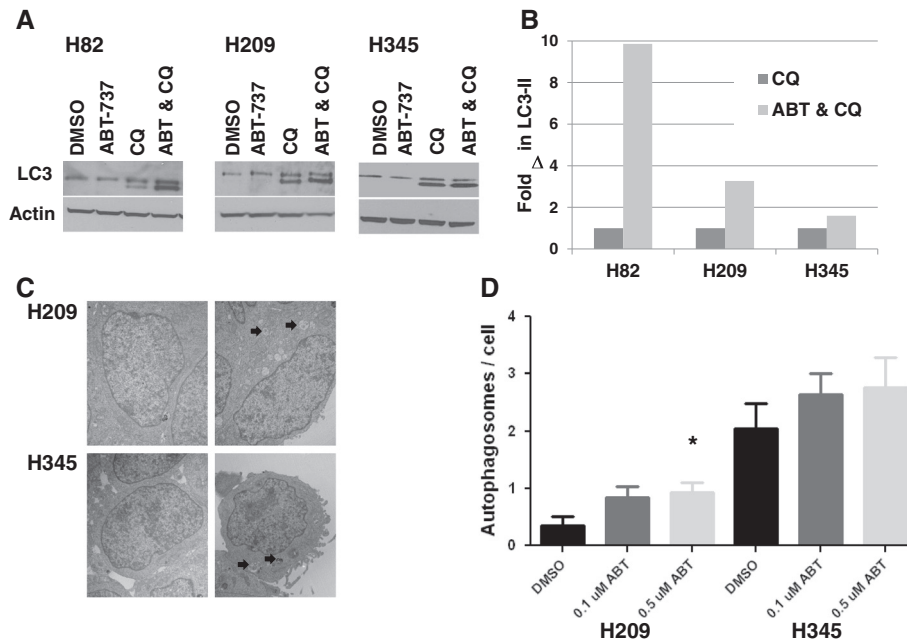 A
H82
H209
H345
DMSO
ABT-737
CQ
ABT & CQ
DMSO
ABT-737
CQ
ABT & CQ
DMSO
ABT-737
CQ
ABT & CQ
LC3
Actin
B
Fold Δ in LC3-II
10
8
6
4
2
0
CQ
ABT & CQ
H82
H209
H345
C
H209
H345
D
Autophagosomes / cell
4
3
2
1
0
*
DMSO
0.1 uM ABT
0.5 uM ABT
DMSO
0.1 uM ABT
0.5 uM ABT
H209
H345